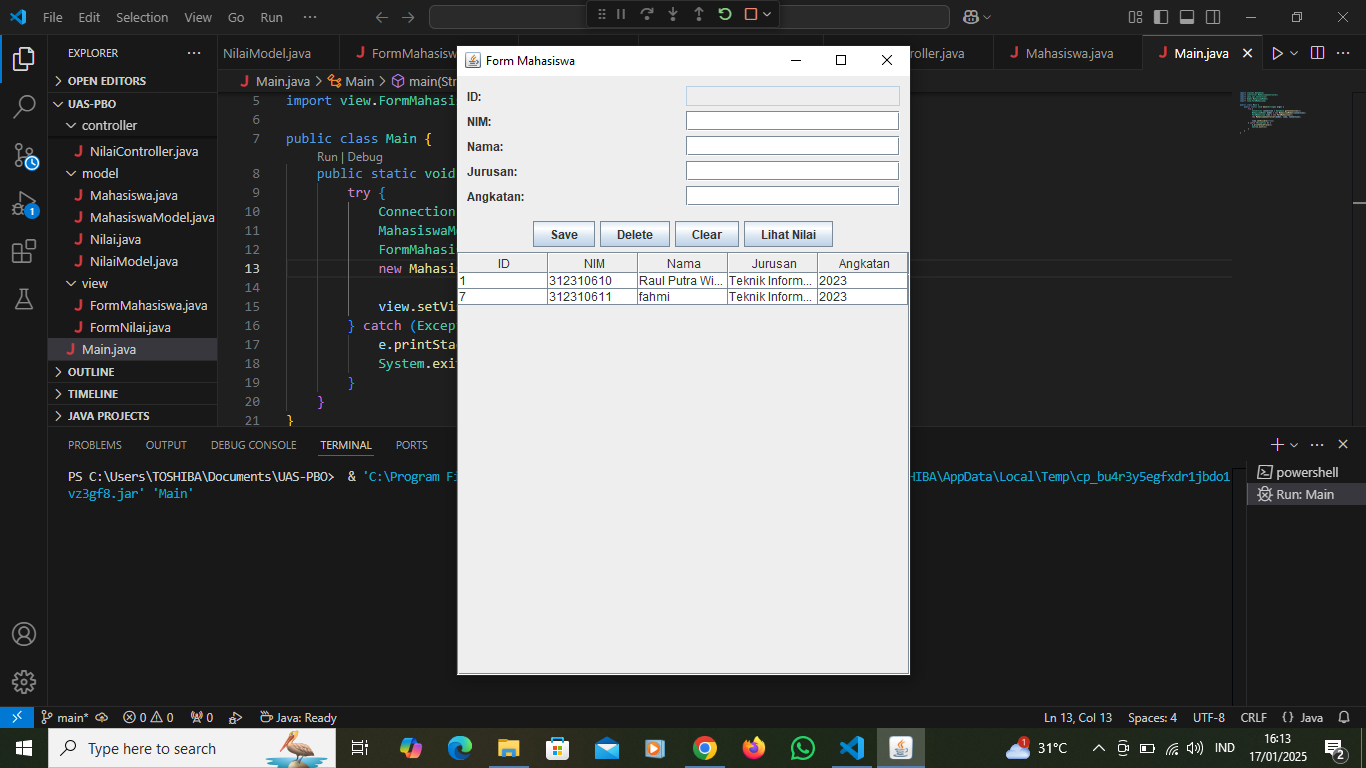 File Edit Selection View Go Run ···
EXPLORER ···
OPEN EDITORS
UAS-PBO
controller
NilaiController.java
model
Mahasiswa.java
MahasiswaModel.java
Nilai.java
NilaiModel.java
view
FormMahasiswa.java
FormNilai.java
Main.java
OUTLINE
TIMELINE
JAVA PROJECTS
NilaiModel.java FormMahasisw ller.java Mahasiswa.java Main.java
Main.java > Main > main(Str
5 import view.FormMahasi
6
7 public class Main {
Run | Debug
8 public static void
9 try {
10 Connection
11 MahasiswaMo
12 FormMahasi
13 new Mahasi
14
15 view.setVi
16 } catch (Excep
17 e.printSta
18 System.exi
19 }
20 }
21 }
Form Mahasiswa
ID:
NIM:
Nama:
Jurusan:
Angkatan:
Save Delete Clear Lihat Nilai
ID NIM Nama Jurusan Angkatan
1 312310610 Raul Putra Wi... Teknik Inform... 2023
7 312310611 fahmi Teknik Inform... 2023
PROBLEMS OUTPUT DEBUG CONSOLE TERMINAL PORTS
PS C:\Users\TOSHIBA\Documents\UAS-PBO> & 'C:\Program Fi HIBA\AppData\Local\Temp\cp_bu4r3y5egfxdr1jbdo1
vz3gf8.jar' 'Main'
powershell
Run: Main
main* 0 0 0 Java: Ready Ln 13, Col 13 Spaces: 4 UTF-8 CRLF {} Java
Type here to search
1 31°C IND 16:13
17/01/2025 2